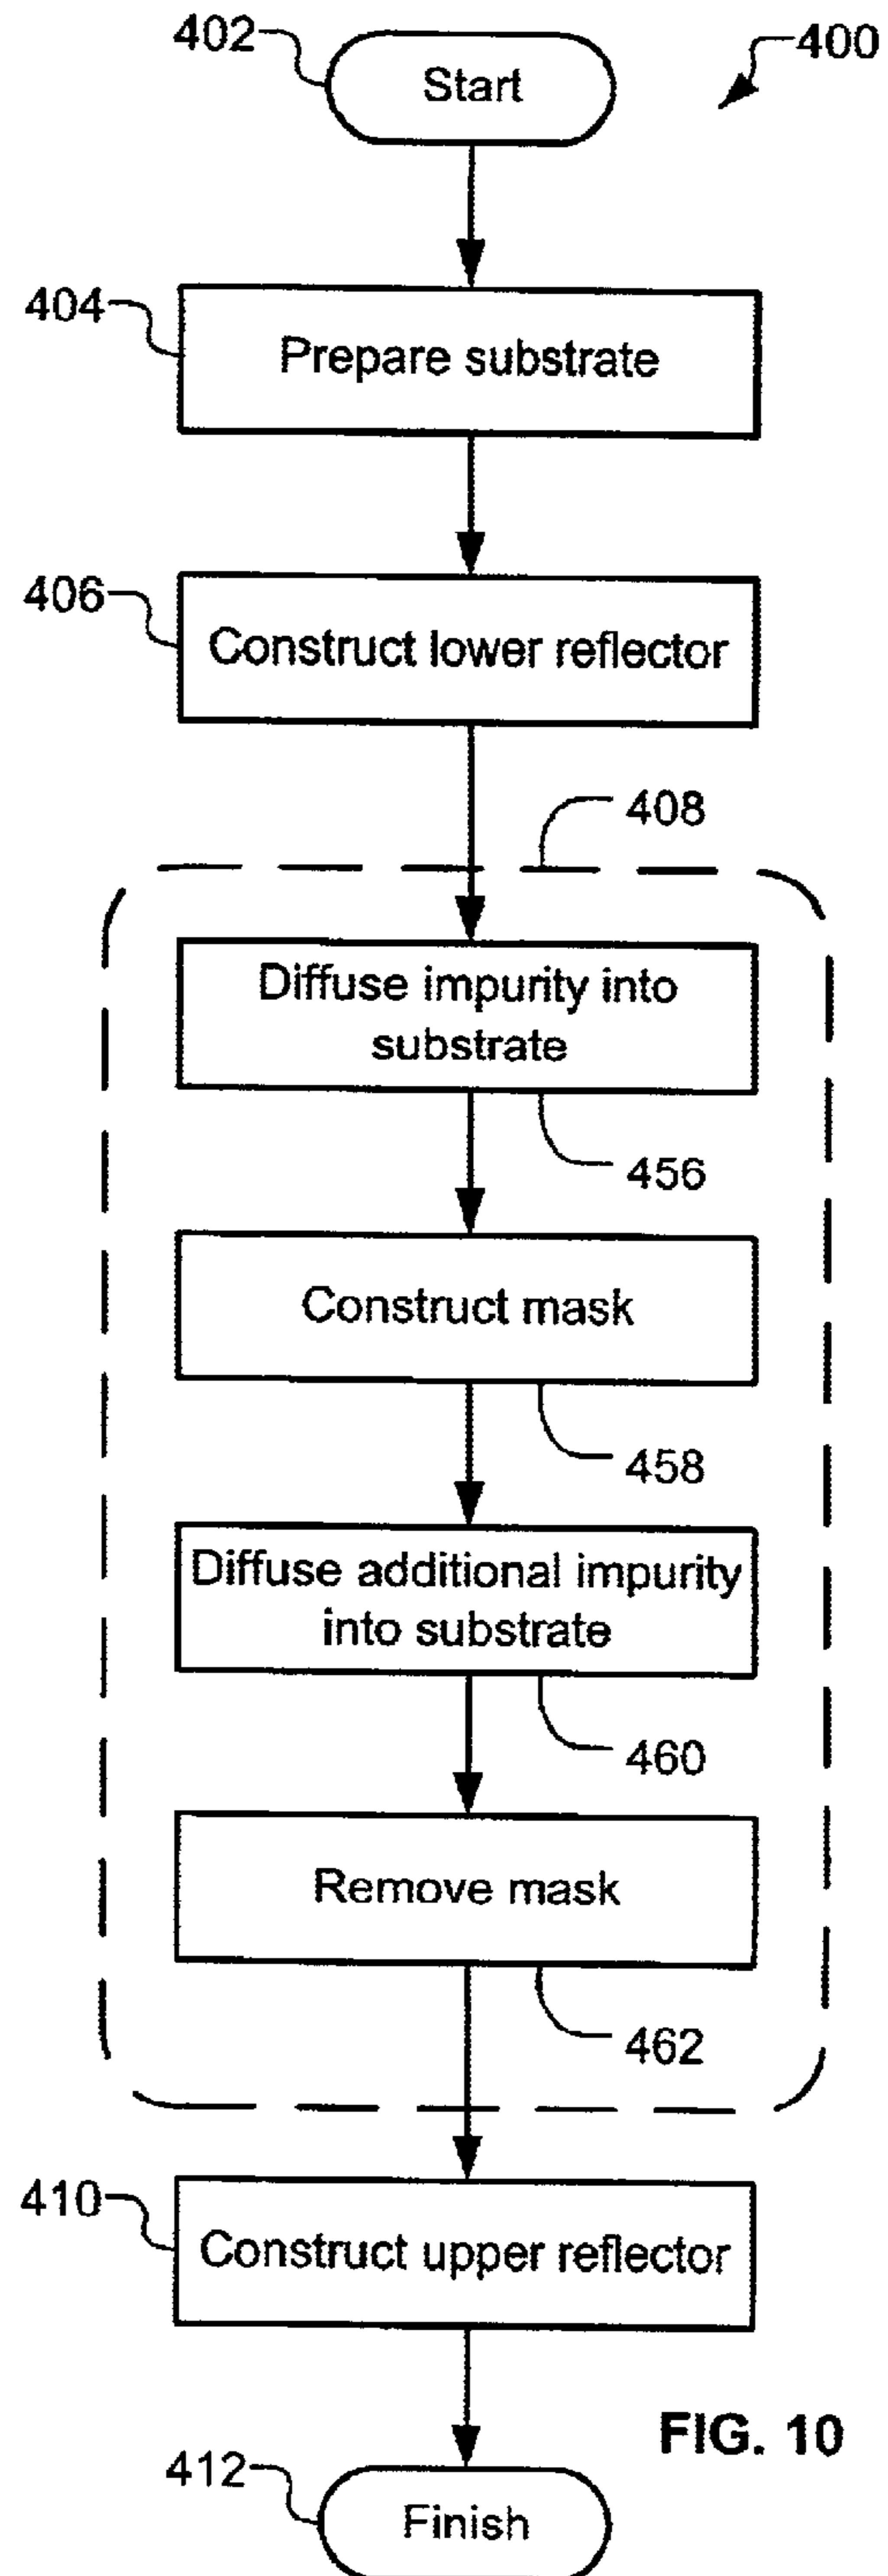 402
Start
400
404
Prepare substrate
406
Construct lower reflector
408
Diffuse impurity into
substrate
456
Construct mask
458
Diffuse additional impurity
into substrate
460
Remove mask
462
410
Construct upper reflector
FIG. 10
412
Finish